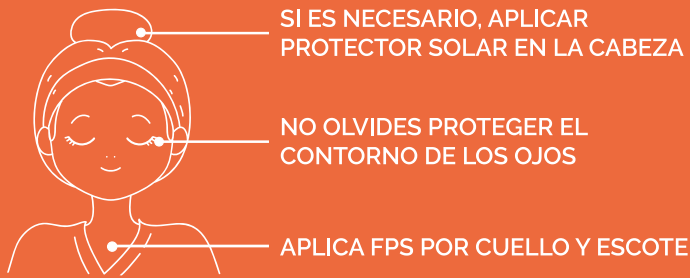 SI ES NECESARIO, APLICAR
PROTECTOR SOLAR EN LA CABEZA
NO OLVIDES PROTEGER EL
CONTORNO DE LOS OJOS
APLICA FPS POR CUELLO Y ESCOTE